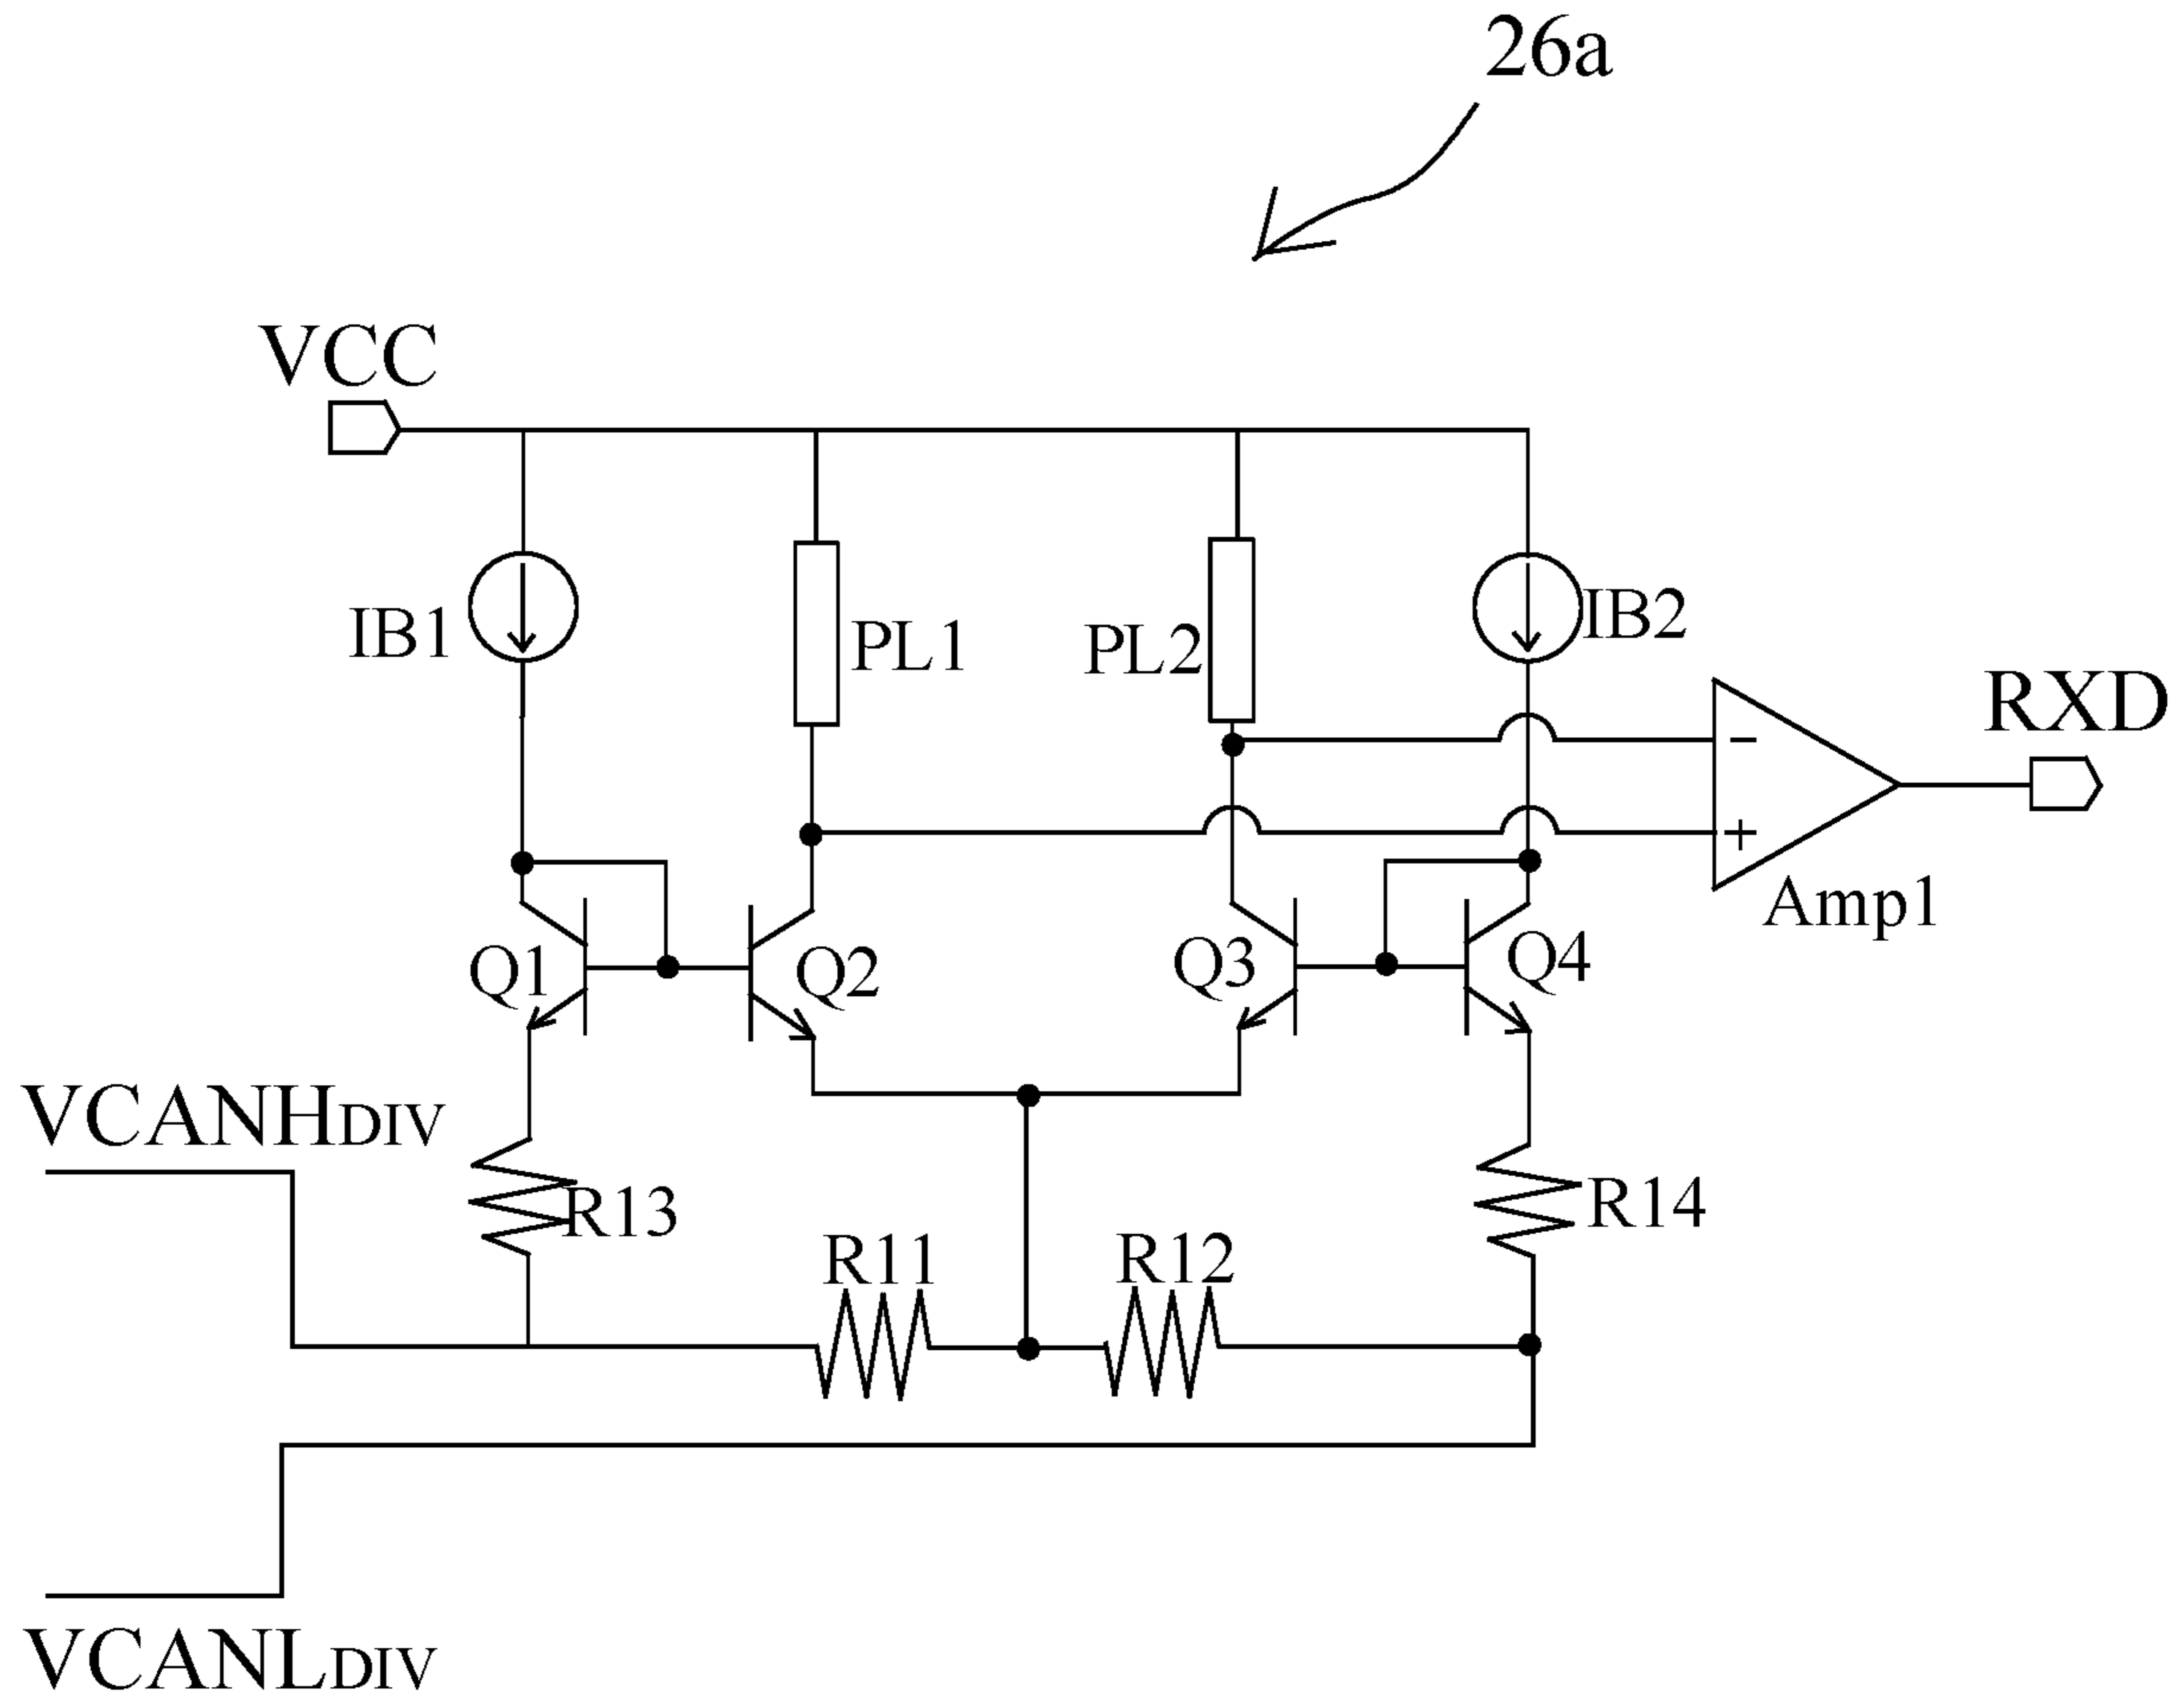 26a
VCC
IB1
PL1
PL2
IB2
RXD
−
+
Amp1
Q1
Q2
Q3
Q4
VCANHDIV
R13
R14
R11
R12
VCANLDIV